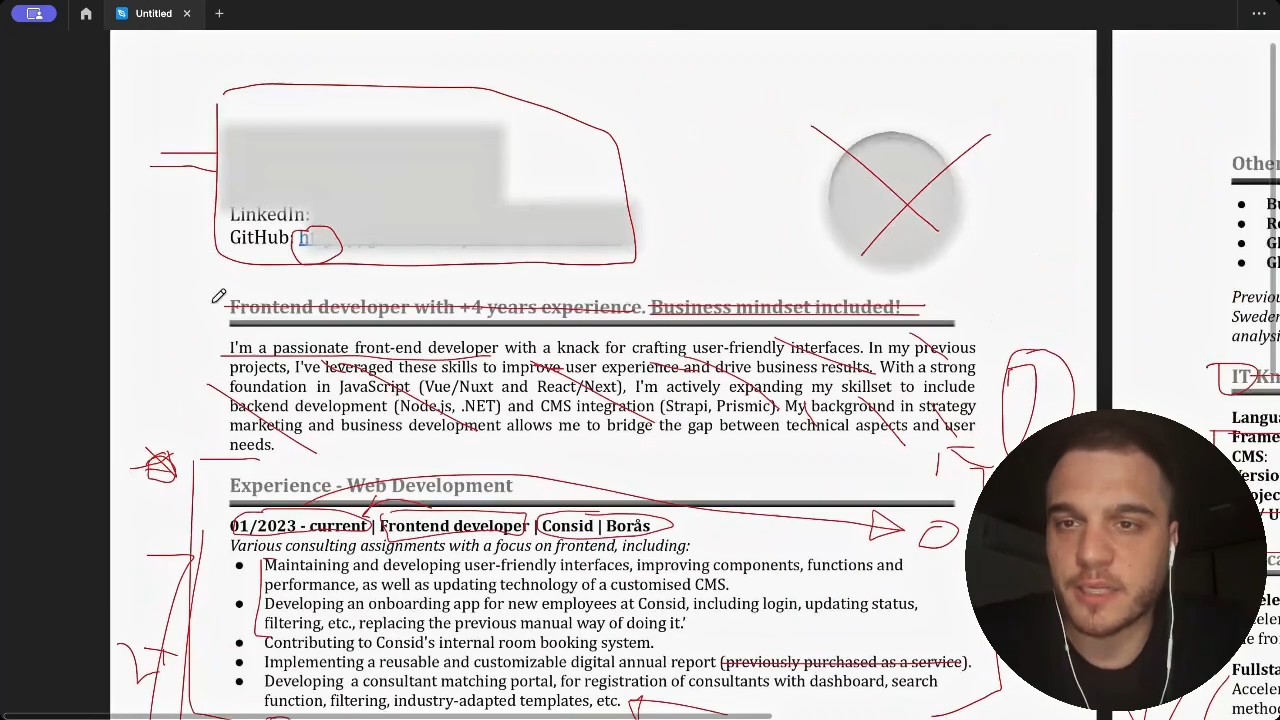 Untitled
LinkedIn:
GitHub:
Frontend developer with +4 years experience. Business mindset included!
I'm a passionate front-end developer with a knack for crafting user-friendly interfaces. In my previous
projects, I've leveraged these skills to improve user experience and drive business results. With a strong
foundation in JavaScript (Vue/Nuxt and React/Next), I'm actively expanding my skillset to include
backend development (Node.js, .NET) and CMS integration (Strapi, Prismic). My background in strategy
marketing and business development allows me to bridge the gap between technical aspects and user
needs.
Experience - Web Development
01/2023 - current | Frontend developer | Consid | Borås
Various consulting assignments with a focus on frontend, including:
● Maintaining and developing user-friendly interfaces, improving components, functions and
performance, as well as updating technology of a customised CMS.
● Developing an onboarding app for new employees at Consid, including login, updating status,
filtering, etc., replacing the previous manual way of doing it.'
● Contributing to Consid's internal room booking system.
● Implementing a reusable and customizable digital annual report (previously purchased as a service).
● Developing a consultant matching portal, for registration of consultants with dashboard, search
function, filtering, industry-adapted templates, etc.
Other
Previou
Sweden
analysi
IT Kn
Langua
Frame
CMS:
Versio
Fullsta
Acceler
method